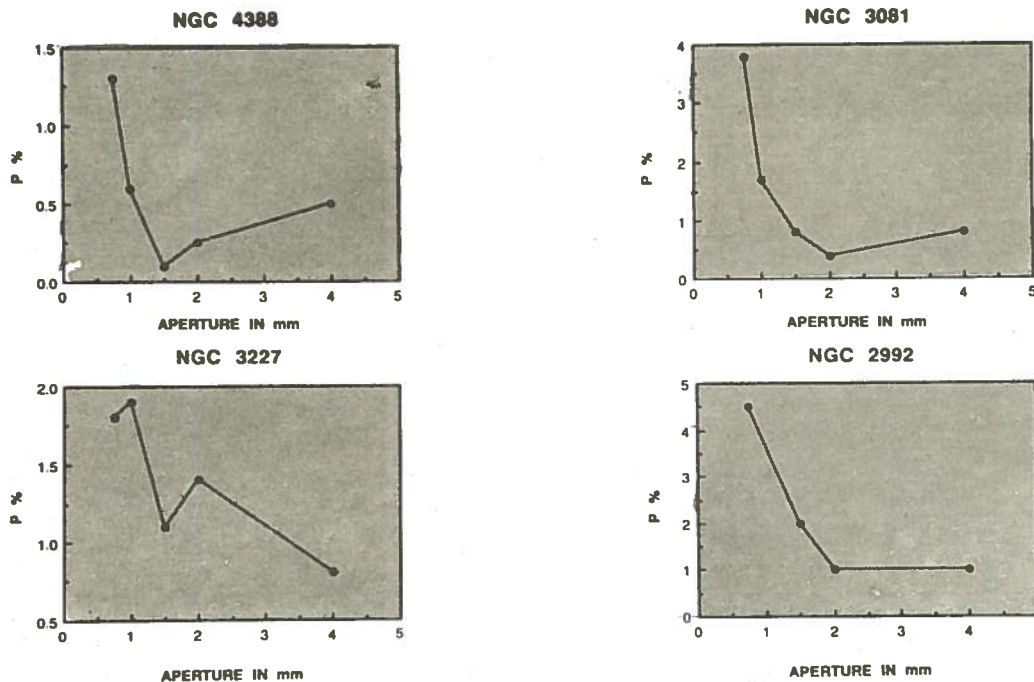 NGC 4388
1.5
1.0
0.5
0.0
P %
0 1 2 3 4 5
APERTURE IN mm
NGC 3081
4
3
2
1
0
P %
0 1 2 3 4 5
APERTURE IN mm
NGC 3227
2.0
1.5
1.0
0.5
P %
0 1 2 3 4 5
APERTURE IN mm
NGC 2992
5
4
3
2
1
0
P %
0 1 2 3 4 5
APERTURE IN mm